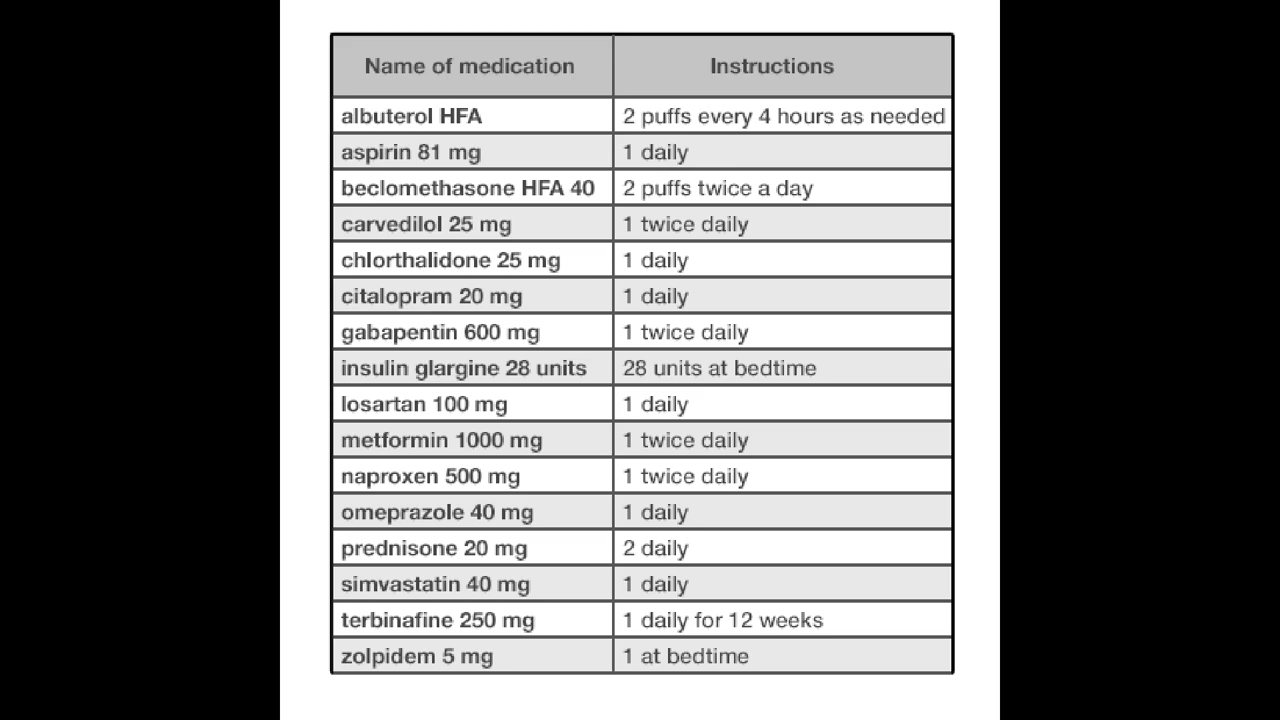 Name of medication Instructions
albuterol HFA 2 puffs every 4 hours as needed
aspirin 81 mg 1 daily
beclomethasone HFA 40 2 puffs twice a day
carvedilol 25 mg 1 twice daily
chlorthalidone 25 mg 1 daily
citalopram 20 mg 1 daily
gabapentin 600 mg 1 twice daily
insulin glargine 28 units 28 units at bedtime
losartan 100 mg 1 daily
metformin 1000 mg 1 twice daily
naproxen 500 mg 1 twice daily
omeprazole 40 mg 1 daily
prednisone 20 mg 2 daily
simvastatin 40 mg 1 daily
terbinafine 250 mg 1 daily for 12 weeks
zolpidem 5 mg 1 at bedtime